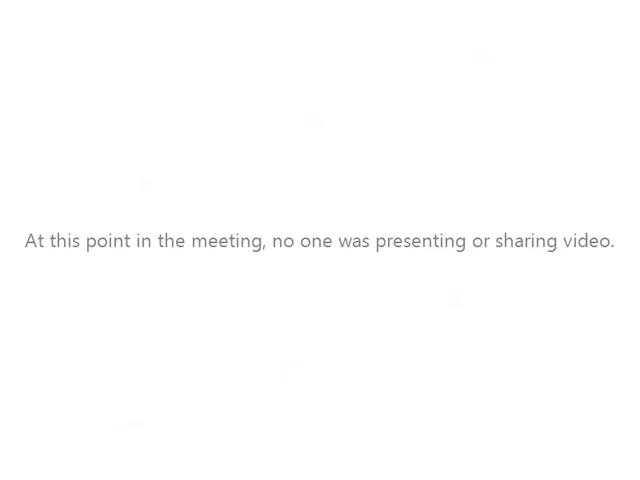 At this point in the meeting, no one was presenting or sharing video.